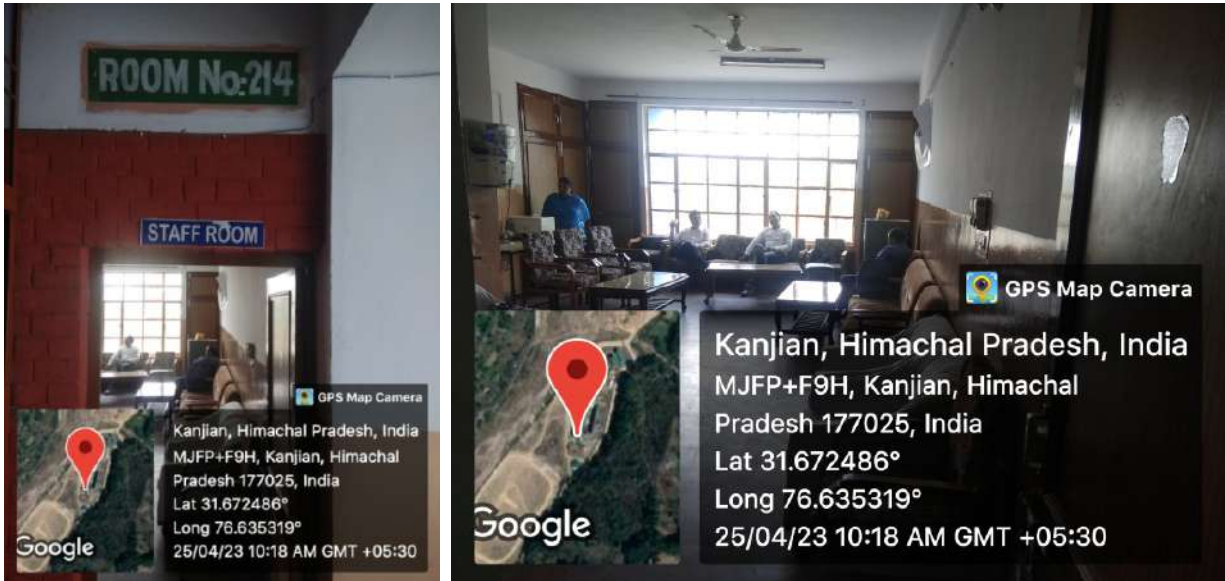 ROOM No:214
STAFF ROOM
GPS Map Camera
Kanjian, Himachal Pradesh, India
MJFP+F9H, Kanjian, Himachal
Pradesh 177025, India
Lat 31.672486°
Long 76.635319°
25/04/23 10:18 AM GMT +05:30
Google
GPS Map Camera
Kanjian, Himachal Pradesh, India
MJFP+F9H, Kanjian, Himachal
Pradesh 177025, India
Lat 31.672486°
Long 76.635319°
25/04/23 10:18 AM GMT +05:30
Google